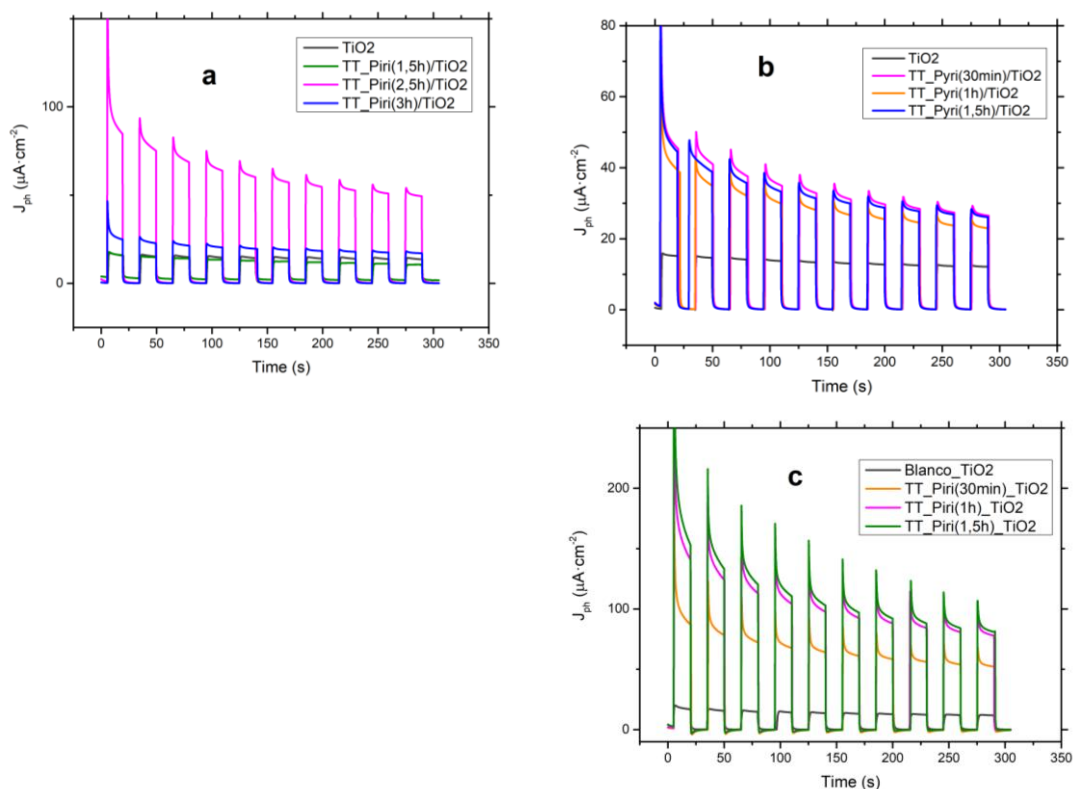 a
TiO2
TT_Piri(1,5h)/TiO2
TT_Piri(2,5h)/TiO2
TT_Piri(3h)/TiO2
100
0
J_ph (µA·cm⁻²)
0 50 100 150 200 250 300 350
Time (s)
b
TiO2
TT_Pyri(30min)/TiO2
TT_Pyri(1h)/TiO2
TT_Pyri(1,5h)/TiO2
80
60
40
20
0
J_ph (µA·cm⁻²)
0 50 100 150 200 250 300 350
Time (s)
c
Blanco_TiO2
TT_Piri(30min)_TiO2
TT_Piri(1h)_TiO2
TT_Piri(1,5h)_TiO2
200
100
0
J_ph (µA·cm⁻²)
0 50 100 150 200 250 300 350
Time (s)